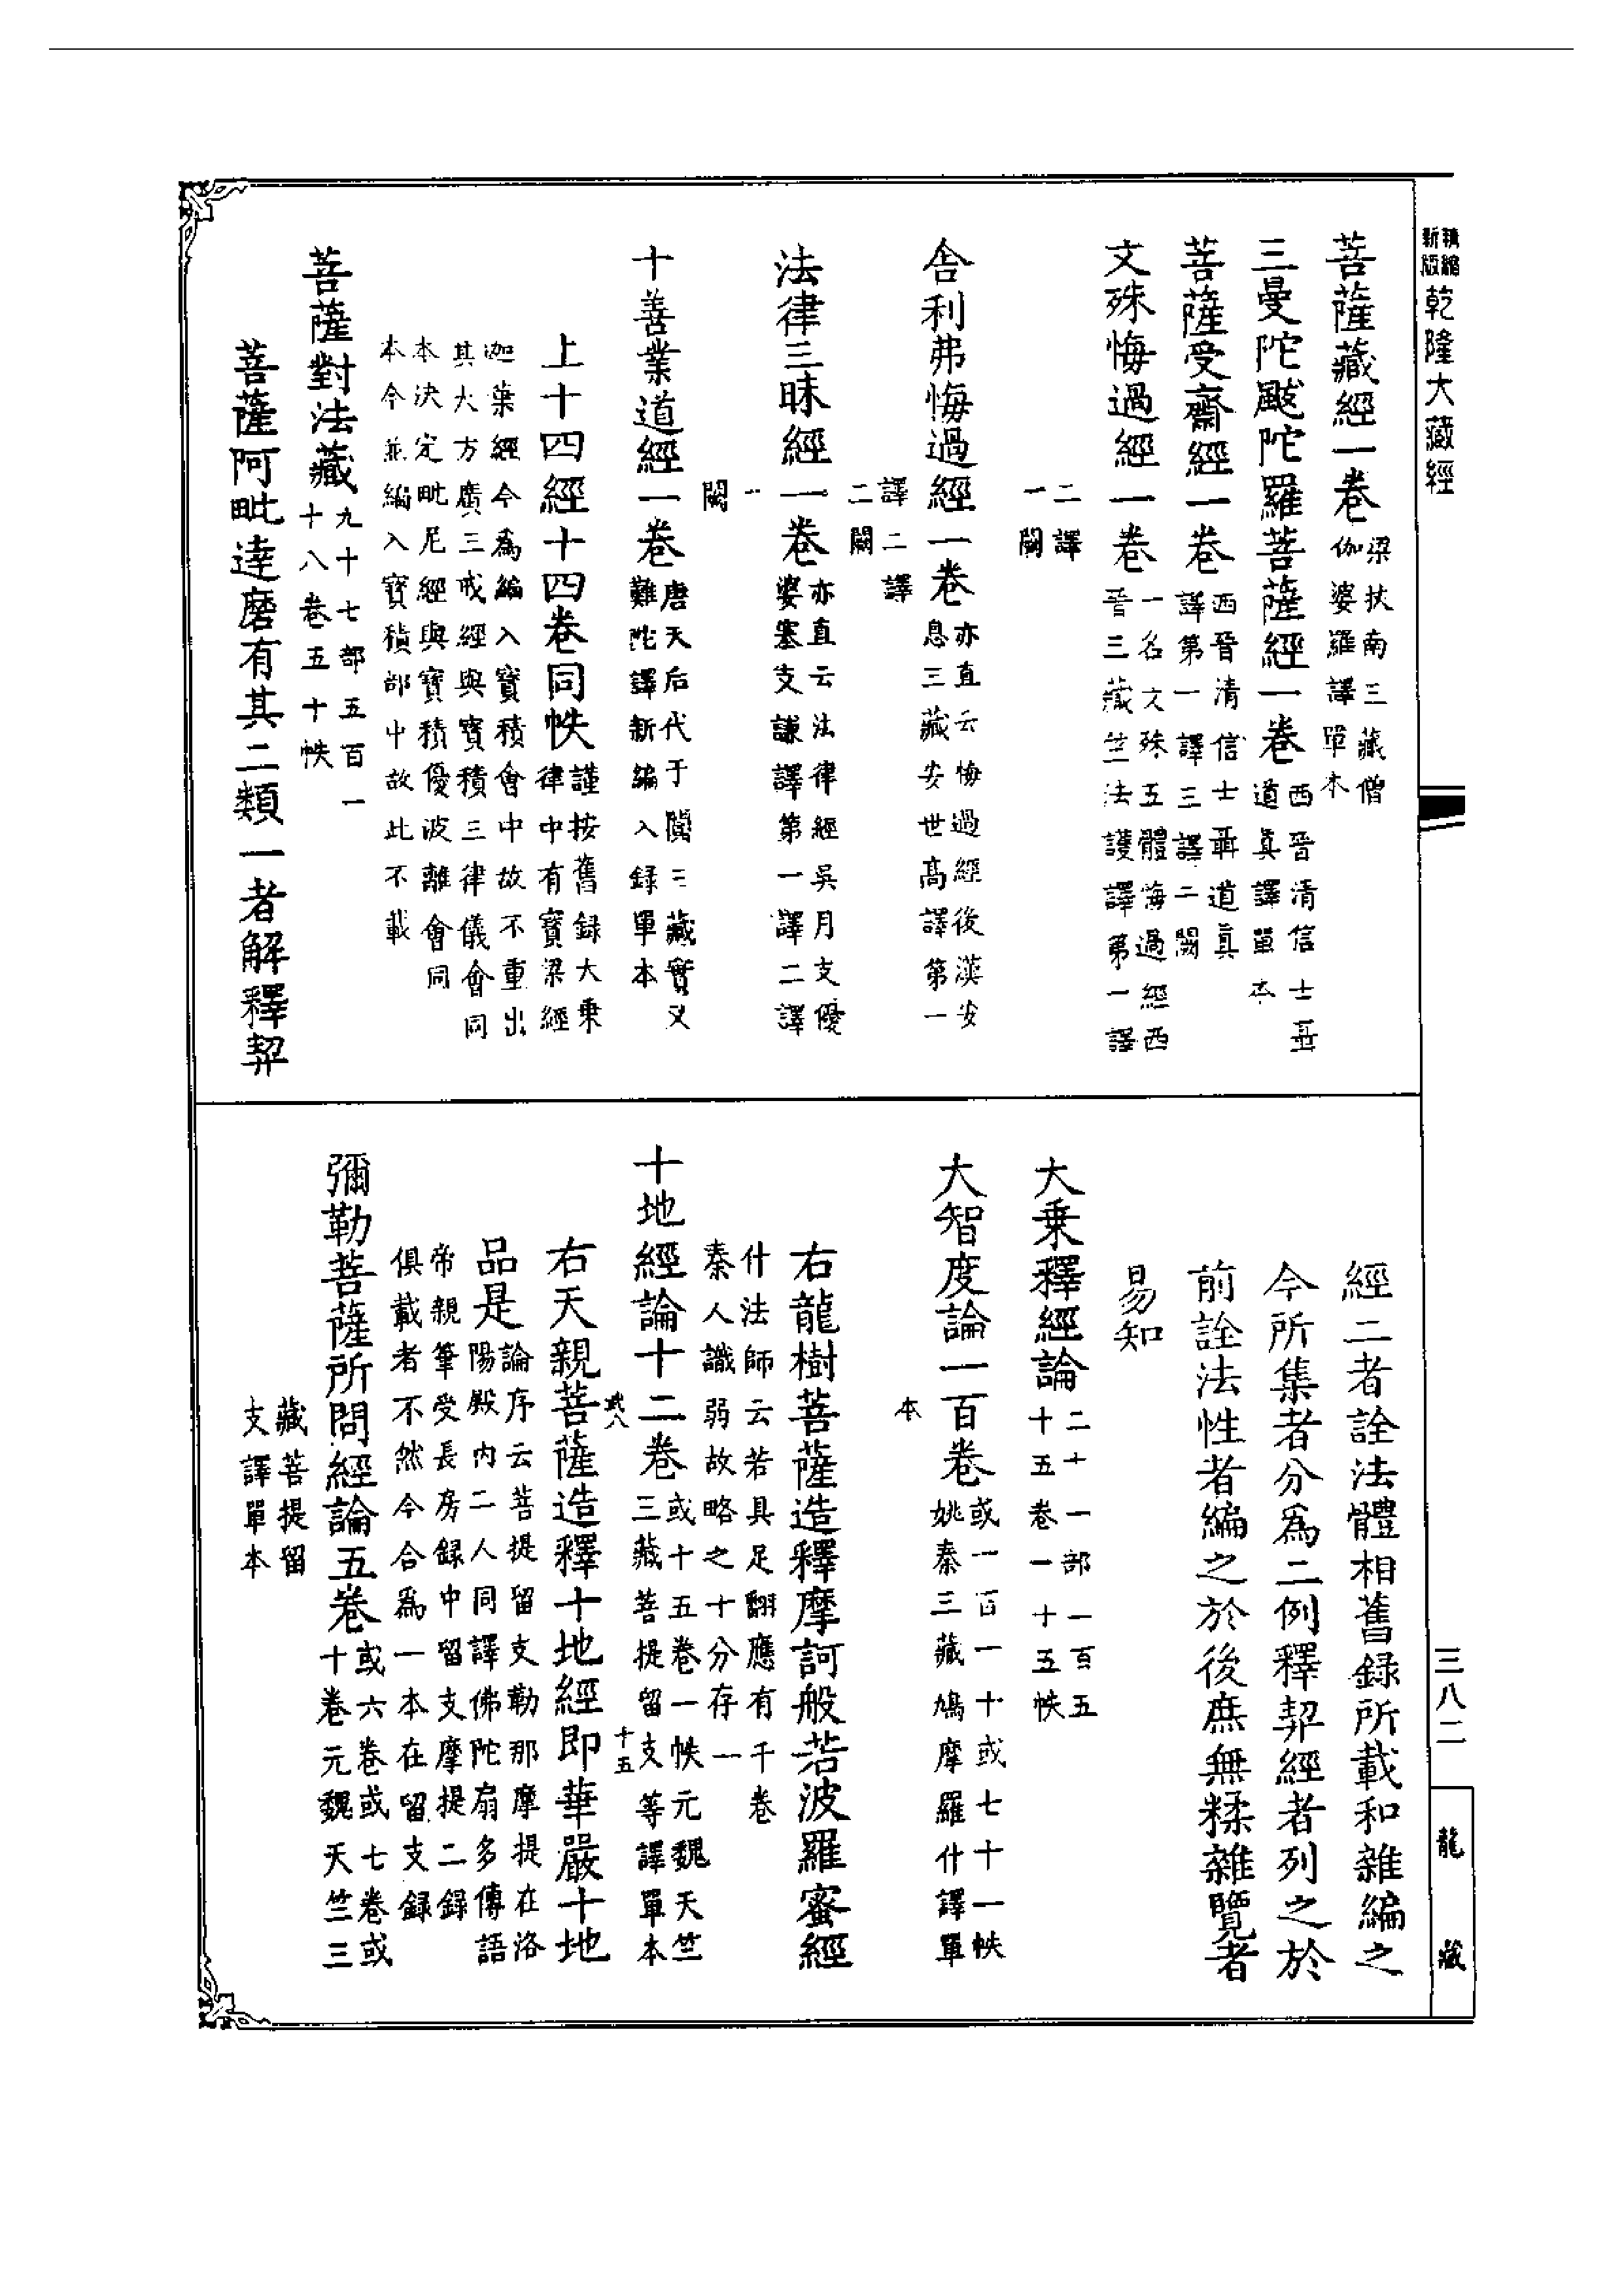 精縮新版乾隆大藏經
菩薩藏經一卷梁扶南三藏僧伽婆羅譯單本
三曼陀颰陀羅菩薩經一卷西晉清信士聶道真譯單本
菩薩受齋經一卷西晉清信士聶道真譯第一譯三譯二闕
文殊悔過經一卷一名文殊五體悔過經西晉三藏竺法護譯第一譯
二譯一闕
舍利弗悔過經一卷亦直云悔過經後漢安息三藏安世高譯第一
譯二譯二闕
法律三昧經一卷亦直云法律經吳月支優婆塞支謙譯第一譯二譯
一闕
十善業道經一卷唐天后代于闐三藏實叉難陀譯新編入錄單本
上十四經十四卷同帙謹按舊錄大乘律中有寶梁經
迦葉經今爲編入寶積會中故不重出其大方廣三戒經與寶積三律儀會同
本決定毗尼經與寶積優波離會同本今兼編入寶積部中故此不載
菩薩對法藏九十七部五百一十八卷五十帙
菩薩阿毗達磨有其二類一者解釋契
經二者詮法體相舊録所載和雜編之
今所集者分爲二例釋契經者列之於
前詮法性者編之於後庶無糅雜覽者
易知
大乘釋經論二十一部一百五十五卷一十五帙
大智度論一百卷或一百一十或七十一帙姚秦三藏鳩摩羅什譯單
本
右龍樹菩薩造釋摩訶般若波羅蜜經
什法師云若具足翻應有千卷秦人識弱故略之十分存一
十地經論十二卷或十五卷一帙元魏天竺三藏菩提留支等譯單本
十五
右天親菩薩造釋十地經即華嚴十地
品是論序云菩提留支勒那摩提在洛陽殿內二人同譯佛陀扇多傳語
帝親筆受長房録中留支摩提二錄俱載者不然今合爲一本在留支録
彌勒菩薩所問經論五卷或六卷或七卷或十卷元魏天竺三
藏菩提留支譯單本
三八二
龍藏